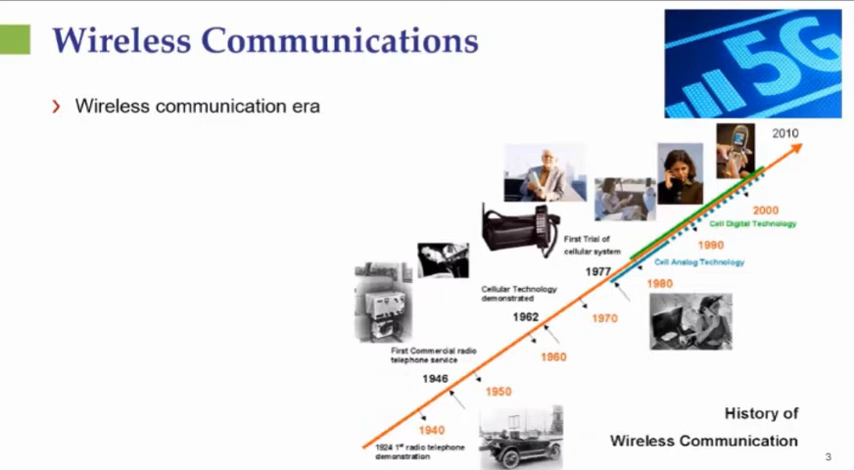 Wireless Communications
5G
› Wireless communication era
2010
2000
Cell Digital Technology
First Trial of
cellular system
1990
Cell Analog Technology
1977
1980
Cellular Technology
demonstrated
1962
1970
1960
First Commercial radio
telephone service
1946
1950
1940
1924 1st radio telephone
demonstration
History of
Wireless Communication
3